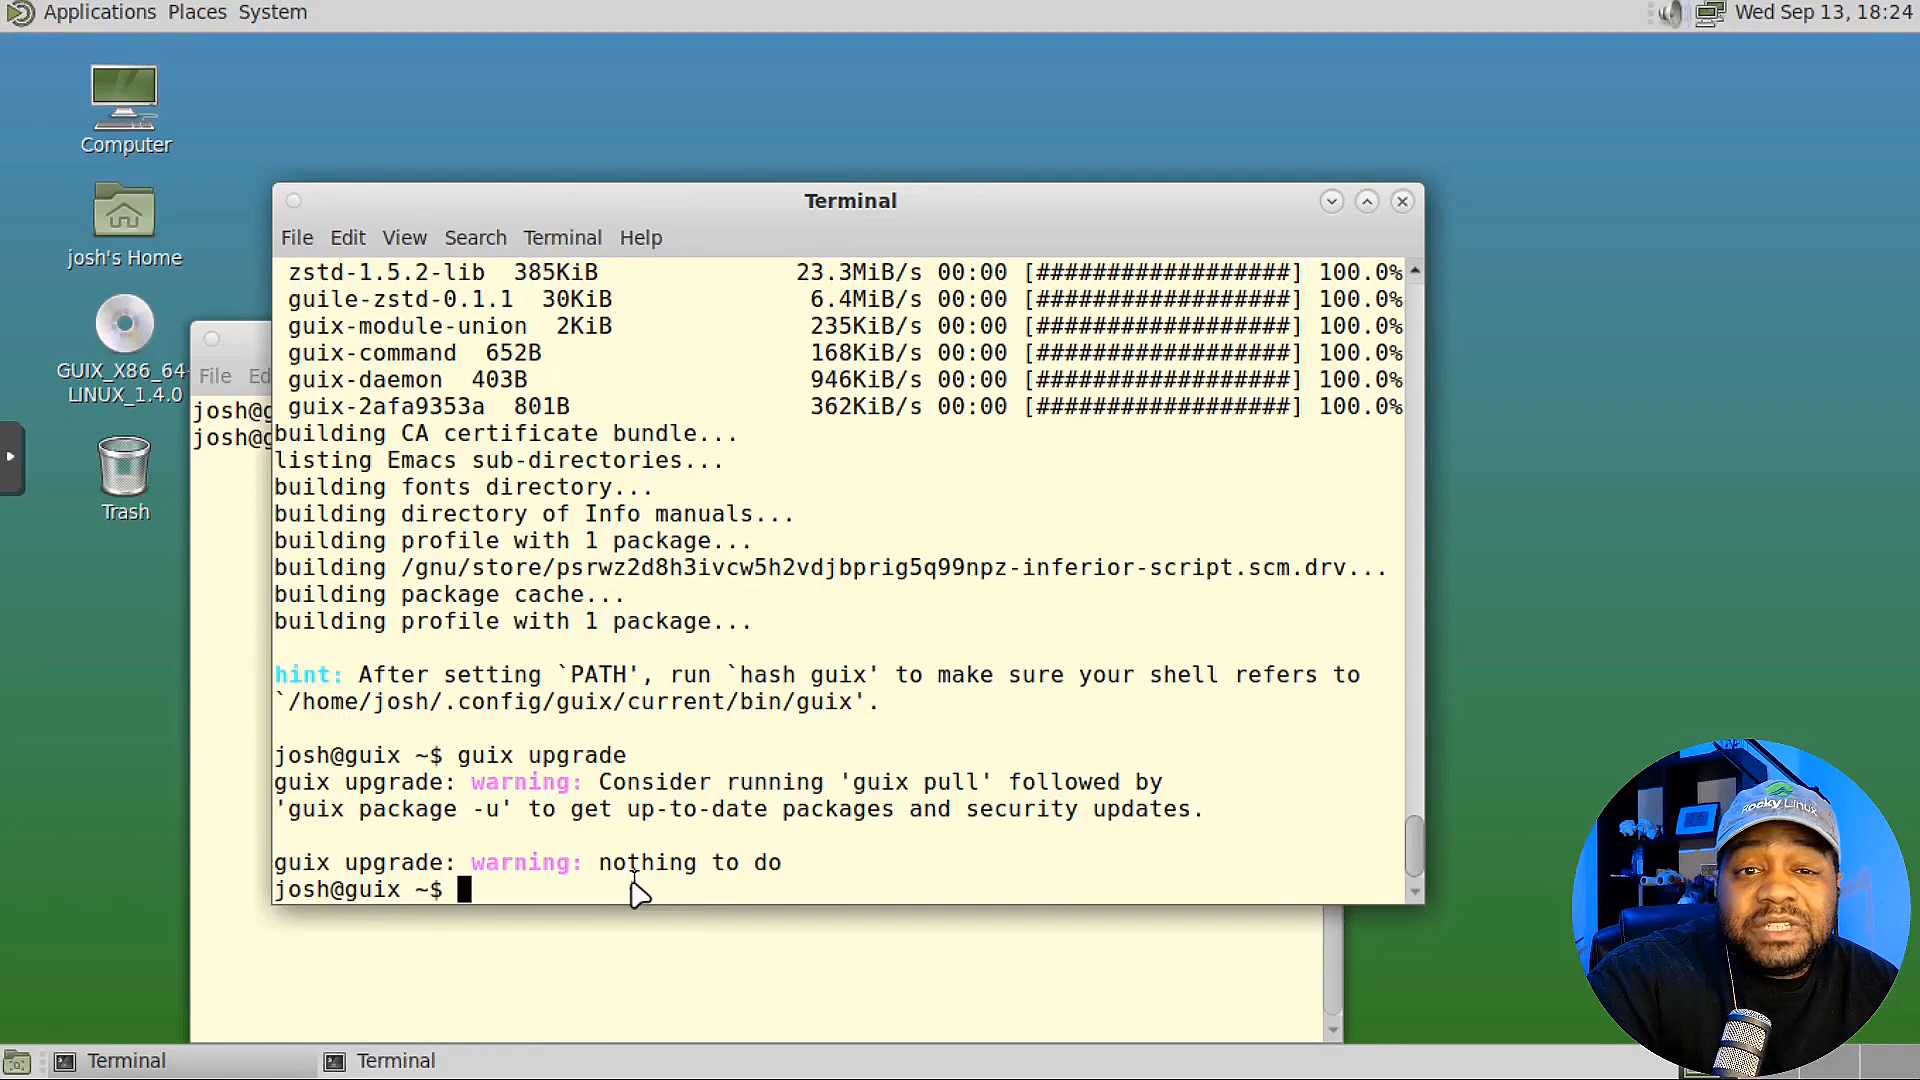 Applications Places System
Wed Sep 13, 18:24
Computer
josh's Home
GUIX_X86_64-
LINUX_1.4.0
Trash
File Ed
josh@g
josh@g
Terminal
File Edit View Search Terminal Help
zstd-1.5.2-lib 385KiB 23.3MiB/s 00:00 [##################] 100.0%
guile-zstd-0.1.1 30KiB 6.4MiB/s 00:00 [##################] 100.0%
guix-module-union 2KiB 235KiB/s 00:00 [##################] 100.0%
guix-command 652B 168KiB/s 00:00 [##################] 100.0%
guix-daemon 403B 946KiB/s 00:00 [##################] 100.0%
guix-2afa9353a 801B 362KiB/s 00:00 [##################] 100.0%
building CA certificate bundle...
listing Emacs sub-directories...
building fonts directory...
building directory of Info manuals...
building profile with 1 package...
building /gnu/store/psrwz2d8h3ivcw5h2vdjbprig5q99npz-inferior-script.scm.drv...
building package cache...
building profile with 1 package...
hint: After setting `PATH', run `hash guix' to make sure your shell refers to
`/home/josh/.config/guix/current/bin/guix'.
josh@guix ~$ guix upgrade
guix upgrade: warning: Consider running 'guix pull' followed by
'guix package -u' to get up-to-date packages and security updates.
guix upgrade: warning: nothing to do
josh@guix ~$
Rocky Linux
Terminal
Terminal